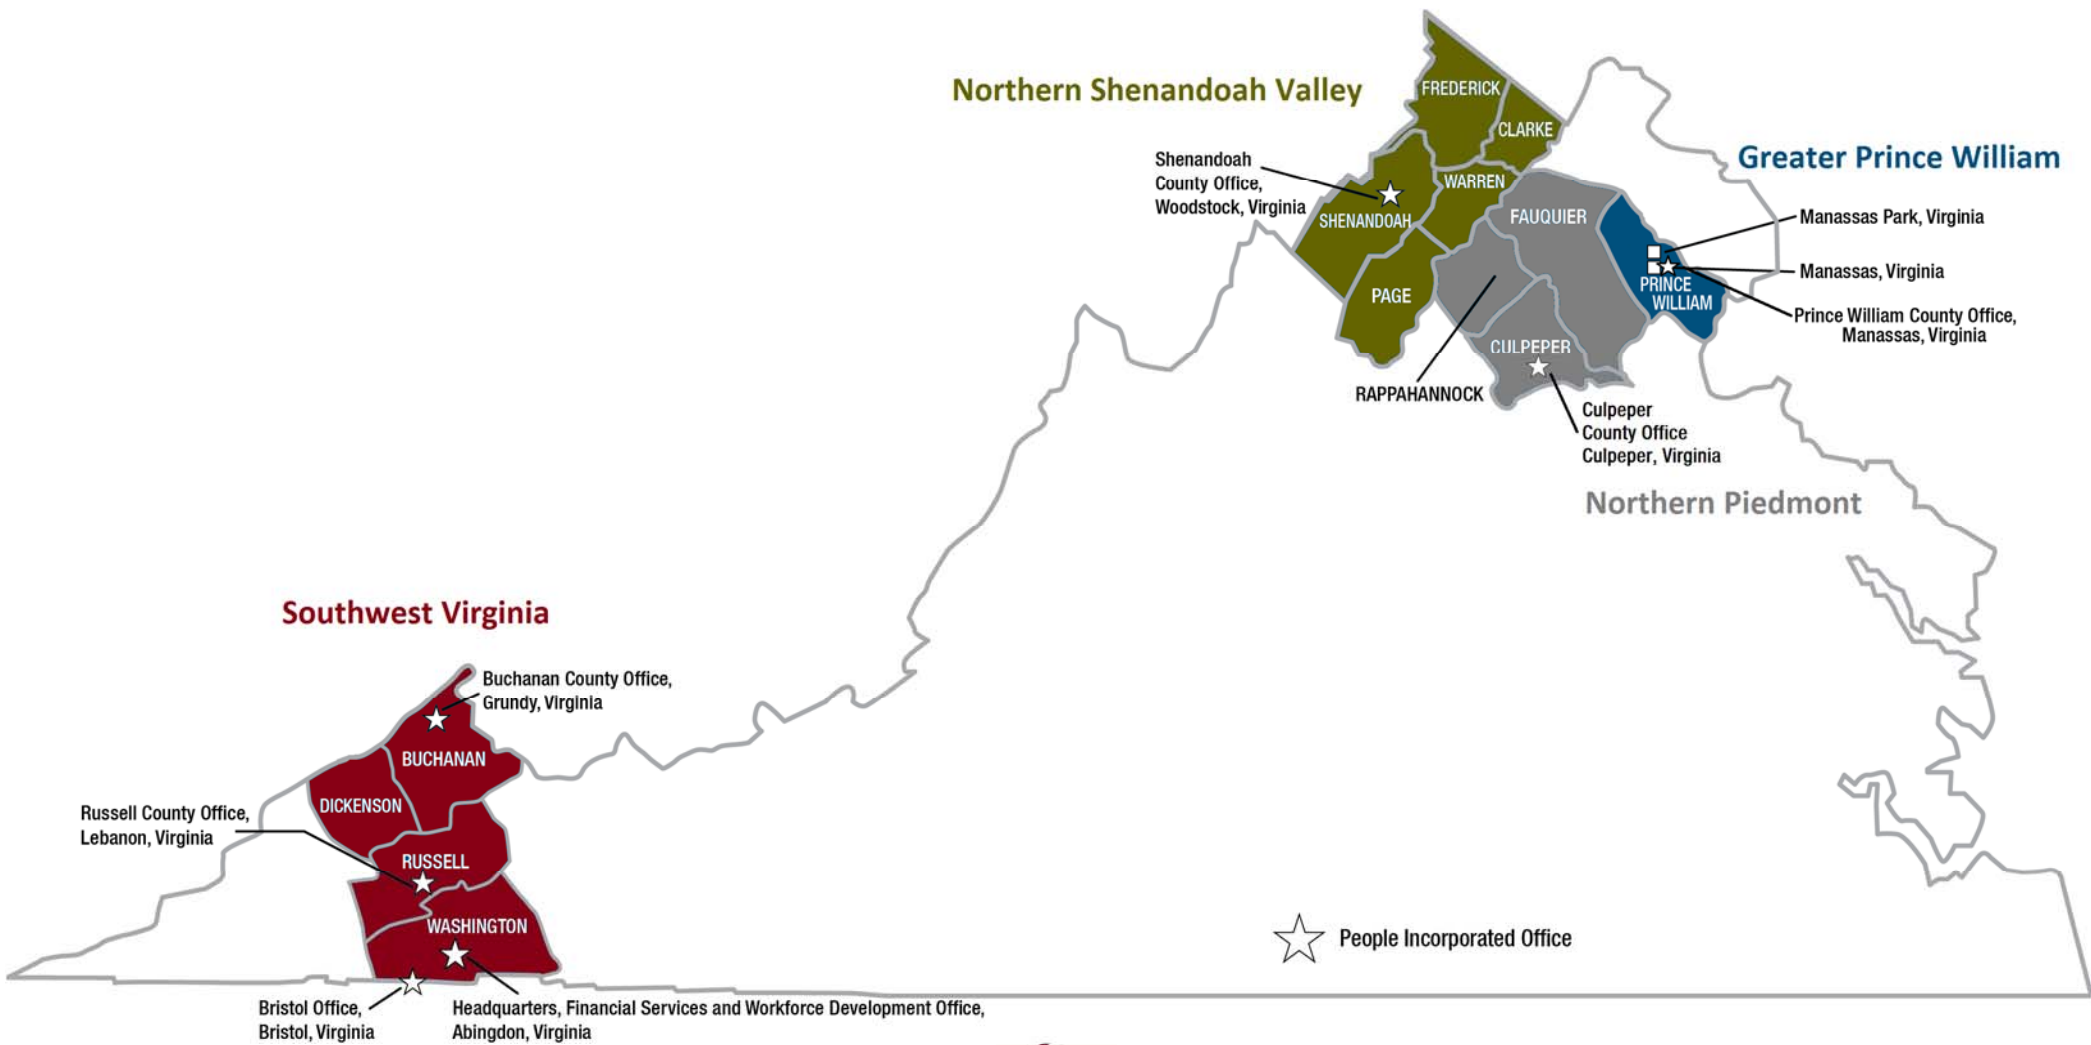 Northern Shenandoah Valley
FREDERICK
CLARKE
Shenandoah
County Office,
Woodstock, Virginia
WARREN
SHENANDOAH
PAGE
Greater Prince William
FAUQUIER
Manassas Park, Virginia
Manassas, Virginia
PRINCE
WILLIAM
Prince William County Office,
Manassas, Virginia
CULPEPER
RAPPAHANNOCK
Culpeper
County Office
Culpeper, Virginia
Northern Piedmont
Southwest Virginia
Buchanan County Office,
Grundy, Virginia
BUCHANAN
DICKENSON
Russell County Office,
Lebanon, Virginia
RUSSELL
WASHINGTON
People Incorporated Office
Bristol Office,
Bristol, Virginia
Headquarters, Financial Services and Workforce Development Office,
Abingdon, Virginia